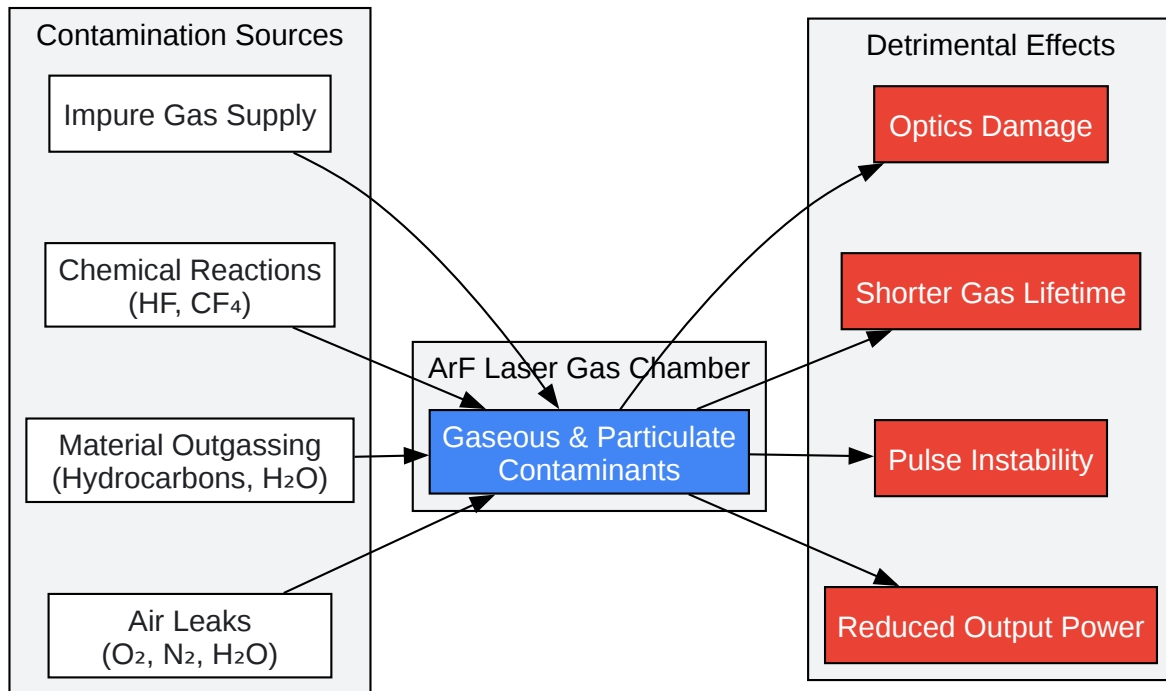 Contamination Sources
Impure Gas Supply
Chemical Reactions
(HF, CF₄)
Material Outgassing
(Hydrocarbons, H₂O)
Air Leaks
(O₂, N₂, H₂O)
ArF Laser Gas Chamber
Gaseous & Particulate
Contaminants
Detrimental Effects
Optics Damage
Shorter Gas Lifetime
Pulse Instability
Reduced Output Power